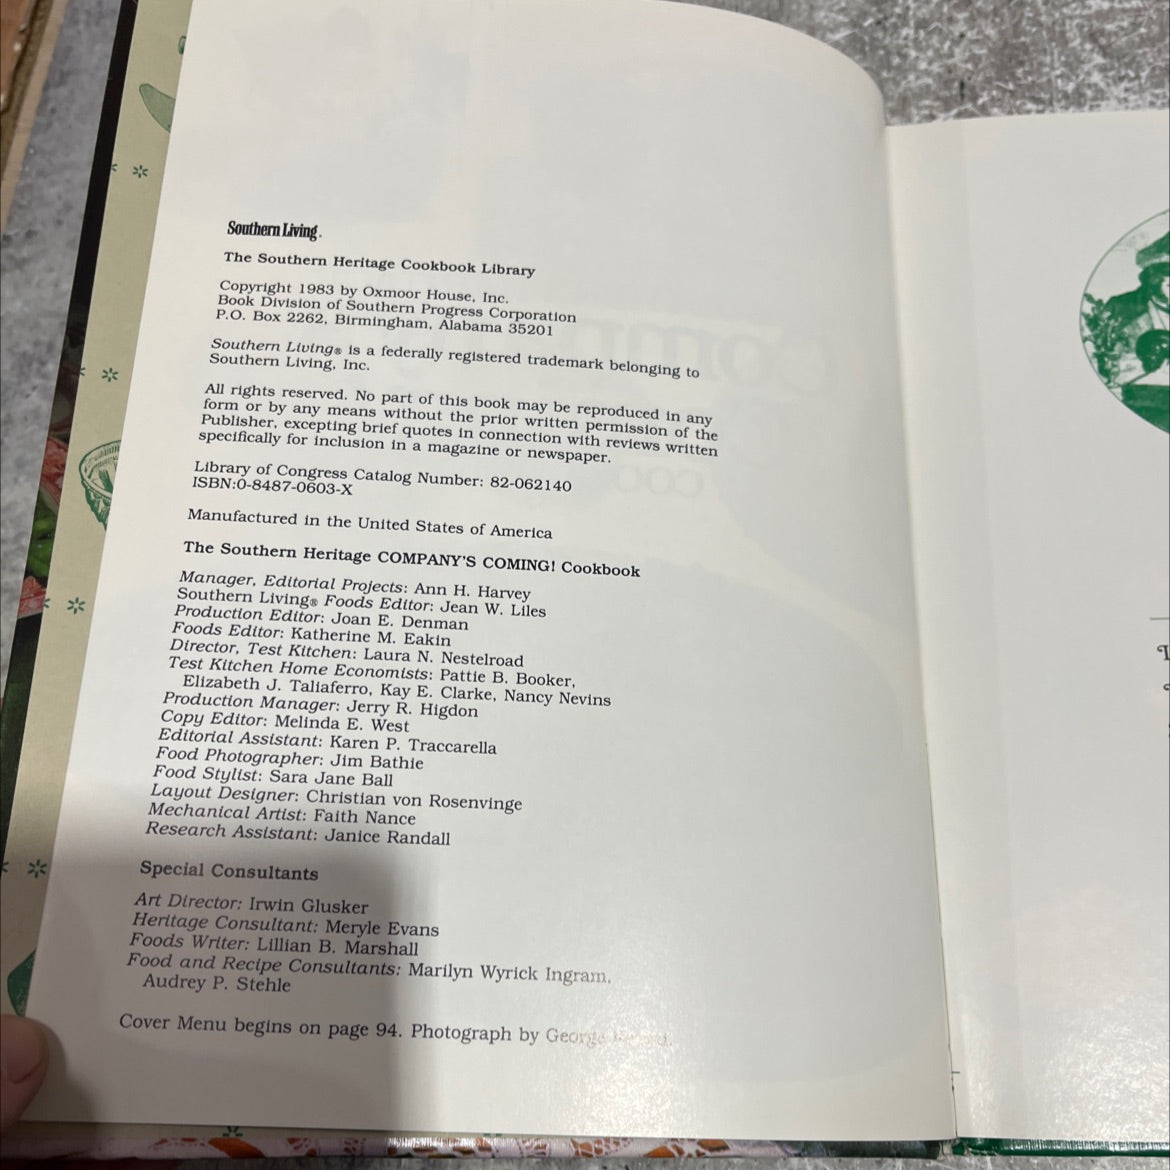 Southern Living.
The Southern Heritage Cookbook Library
Copyright 1983 by Oxmoor House, Inc.
Book Division of Southern Progress Corporation
P.O. Box 2262, Birmingham, Alabama 35201
Southern Living® is a federally registered trademark belonging to
Southern Living, Inc.
All rights reserved. No part of this book may be reproduced in any
form or by any means without the prior written permission of the
Publisher, excepting brief quotes in connection with reviews written
specifically for inclusion in a magazine or newspaper.
Library of Congress Catalog Number: 82-062140
ISBN:0-8487-0603-X
Manufactured in the United States of America
The Southern Heritage COMPANY'S COMING! Cookbook
Manager, Editorial Projects: Ann H. Harvey
Southern Living® Foods Editor: Jean W. Liles
Production Editor: Joan E. Denman
Foods Editor: Katherine M. Eakin
Director, Test Kitchen: Laura N. Nestelroad
Test Kitchen Home Economists: Pattie B. Booker,
Elizabeth J. Taliaferro, Kay E. Clarke, Nancy Nevins
Production Manager: Jerry R. Higdon
Copy Editor: Melinda E. West
Editorial Assistant: Karen P. Traccarella
Food Photographer: Jim Bathie
Food Stylist: Sara Jane Ball
Layout Designer: Christian von Rosenvinge
Mechanical Artist: Faith Nance
Research Assistant: Janice Randall
Special Consultants
Art Director: Irwin Glusker
Heritage Consultant: Meryle Evans
Foods Writer: Lillian B. Marshall
Food and Recipe Consultants: Marilyn Wyrick Ingram,
Audrey P. Stehle
Cover Menu begins on page 94. Photograph by George